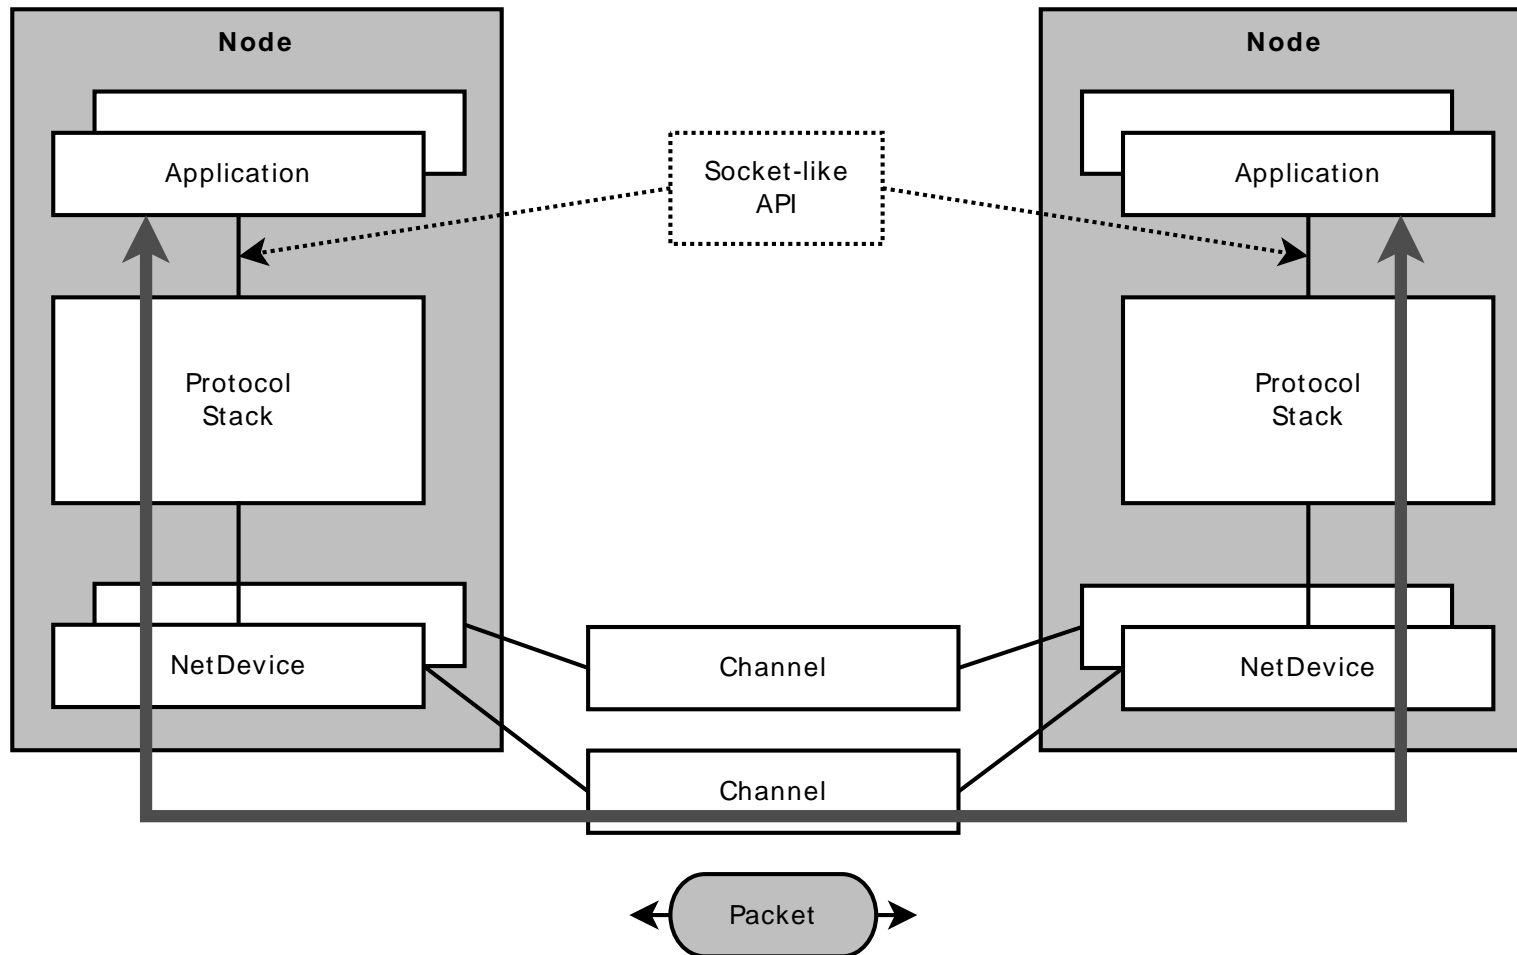 Node
Node
Application
Socket-like
API
Application
Protocol
Stack
Protocol
Stack
NetDevice
Channel
NetDevice
Channel
Packet